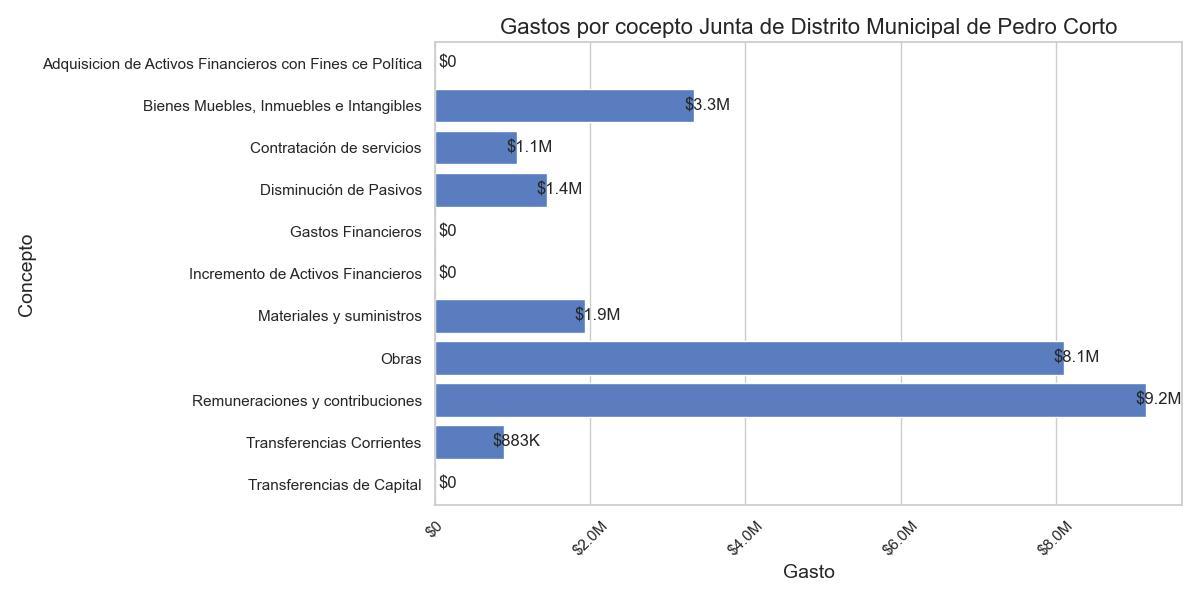 Gastos por cocepto Junta de Distrito Municipal de Pedro Corto
Concepto
Adquisicion de Activos Financieros con Fines ce Política $0
Bienes Muebles, Inmuebles e Intangibles $3.3M
Contratación de servicios $1.1M
Disminución de Pasivos $1.4M
Gastos Financieros $0
Incremento de Activos Financieros $0
Materiales y suministros $1.9M
Obras $8.1M
Remuneraciones y contribuciones $9.2M
Transferencias Corrientes $883K
Transferencias de Capital $0
$0 $2.0M $4.0M $6.0M $8.0M
Gasto